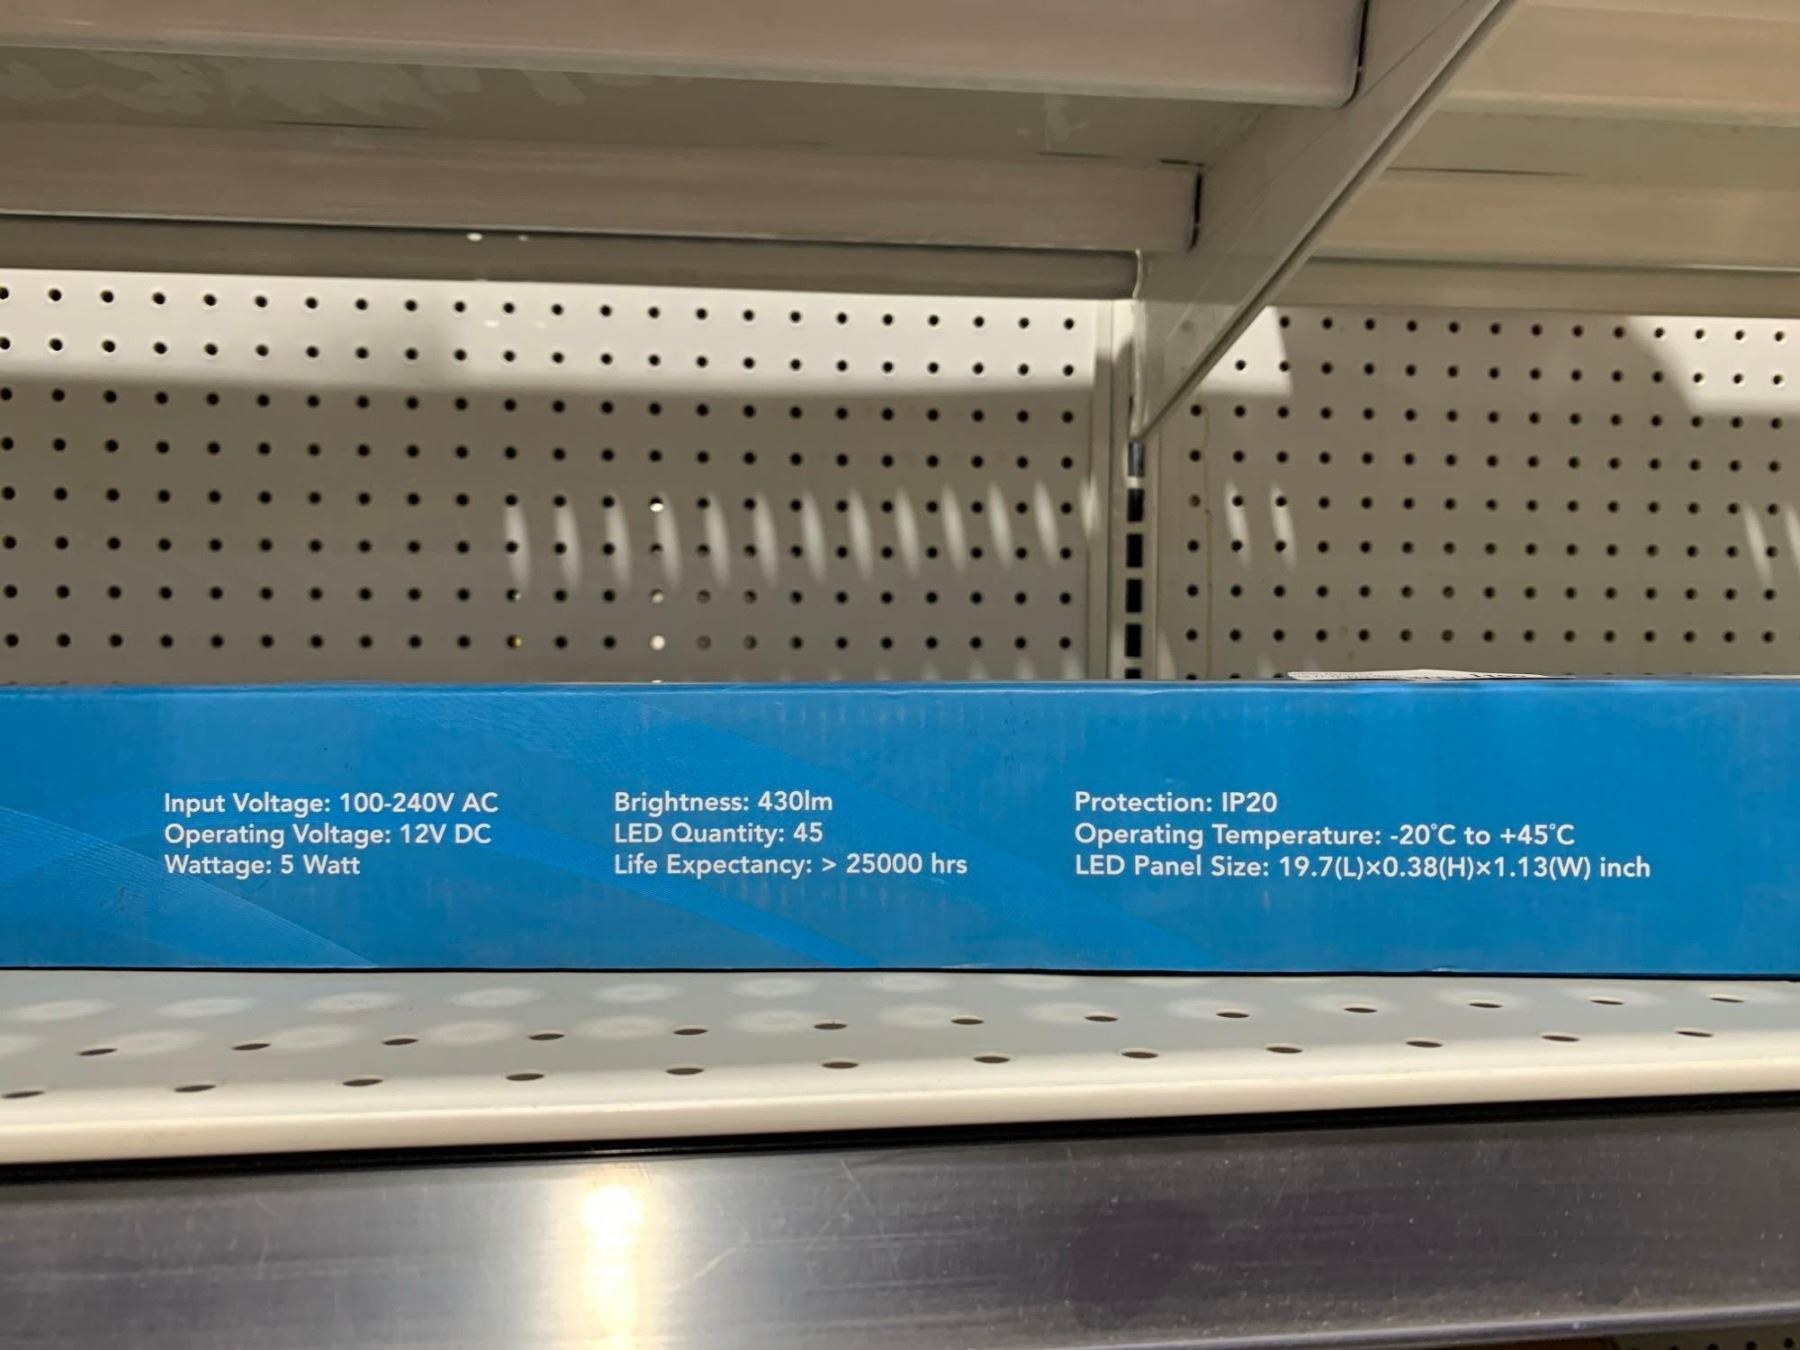 Input Voltage: 100-240V AC
Operating Voltage: 12V DC
Wattage: 5 Watt
Brightness: 430lm
LED Quantity: 45
Life Expectancy: > 25000 hrs
Protection: IP20
Operating Temperature: -20°C to +45°C
LED Panel Size: 19.7(L)×0.38(H)×1.13(W) inch